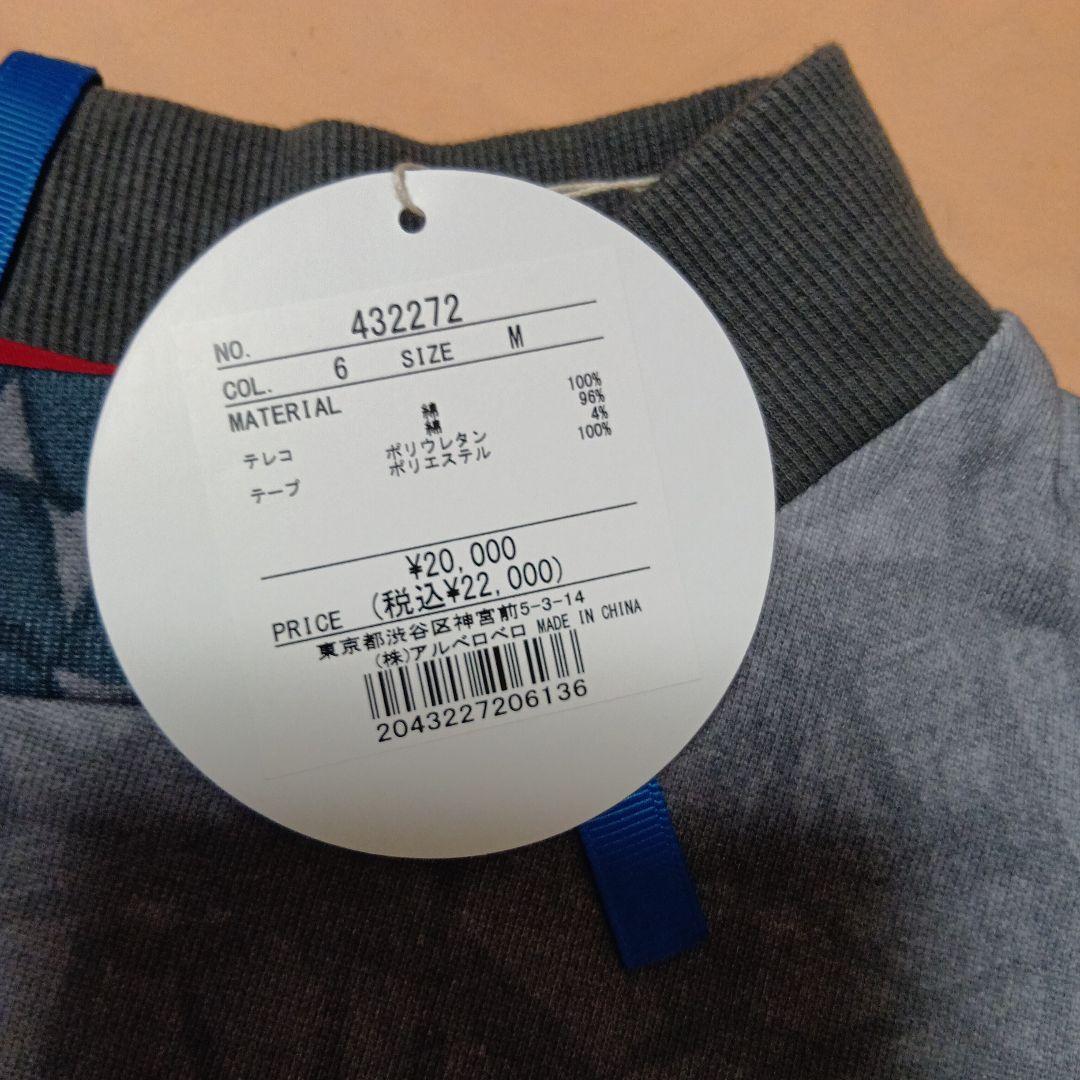 NO. 432272
COL. 6 SIZE M
MATERIAL 綿 100%
テレコ 綿 96%
ポリウレタン 4%
テープ ポリエステル 100%
¥20,000
PRICE (税込¥22,000)
東京都渋谷区神宮前5-3-14
(株)アルベロベロ MADE IN CHINA
2043227206136